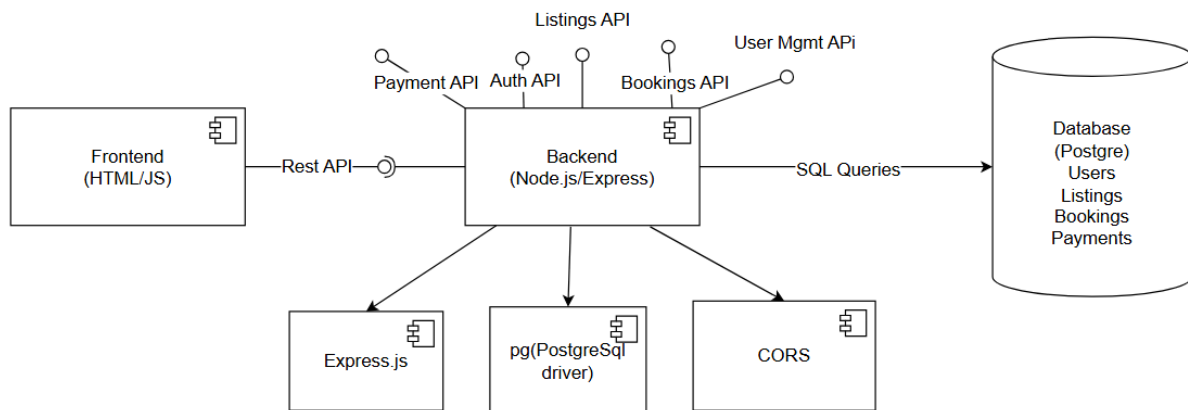 Listings API
User Mgmt APi
Payment API
Auth API
Bookings API
Frontend
(HTML/JS)
Rest API
Backend
(Node.js/Express)
SQL Queries
Database
(Postgre)
Users
Listings
Bookings
Payments
Express.js
pg(PostgreSql
driver)
CORS